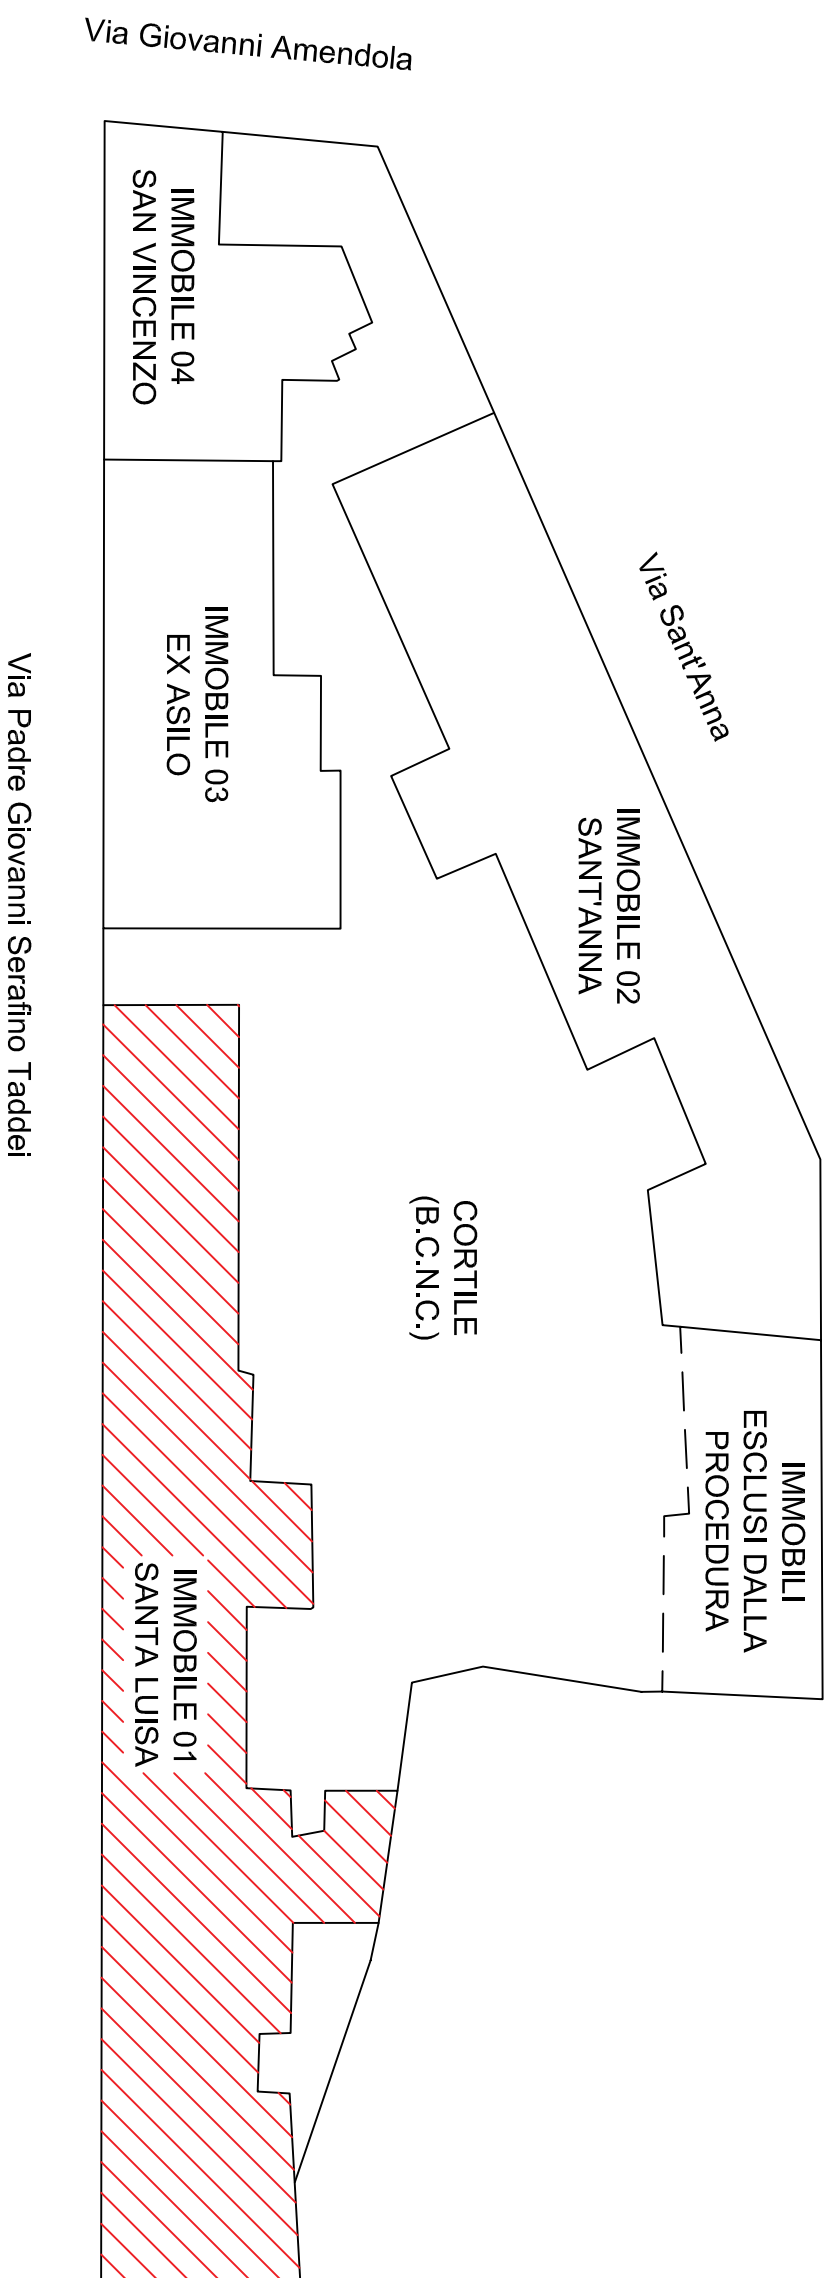 Via Giovanni Amendola
IMMOBILE 04
SAN VINCENZO
Via Sant'Anna
IMMOBILE 03
EX ASILO
Via Padre Giovanni Serafino Taddei
IMMOBILE 02
SANT'ANNA
CORTILE
(B.C.N.C.)
IMMOBILI
ESCLUSI DALLA
PROCEDURA
IMMOBILE 01
SANTA LUISA